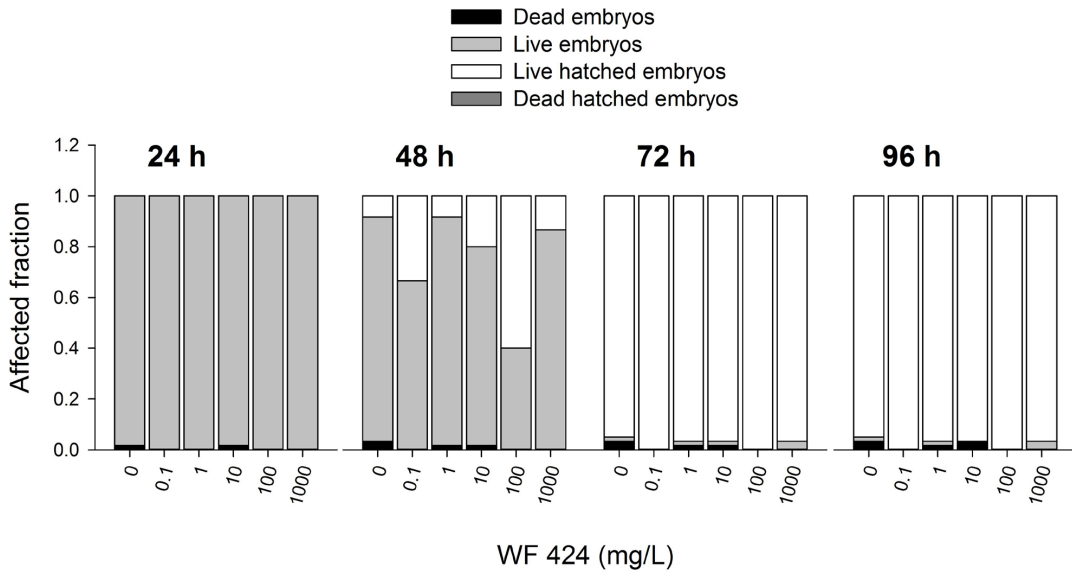 Dead embryos
Live embryos
Live hatched embryos
Dead hatched embryos
24 h 48 h 72 h 96 h
Affected fraction
1.2
1.0
0.8
0.6
0.4
0.2
0.0
0 0.1 1 10 100 1000 0 0.1 1 10 100 1000 0 0.1 1 10 100 1000 0 0.1 1 10 100 1000
WF 424 (mg/L)